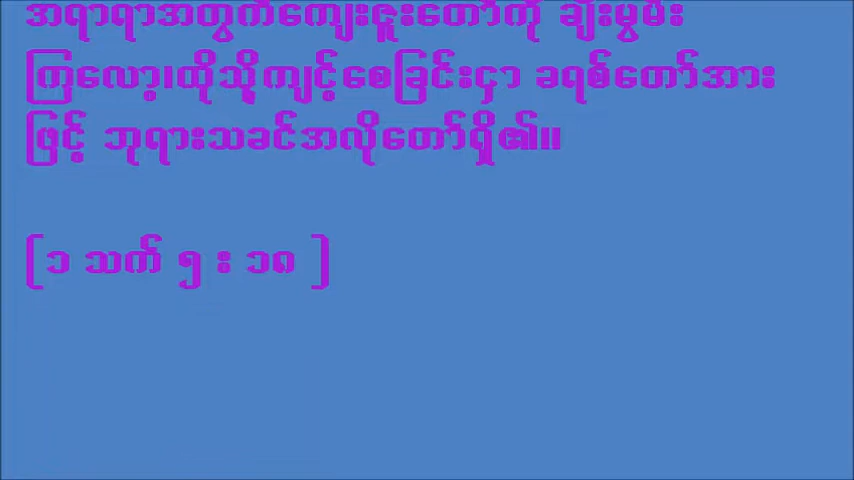 အရာရာအတွက်ကျေးဇူးတော်ကို ချီးမွမ်း
ကြလော့၊ထိုသို့ကျင့်စေခြင်းငှာ ခရစ်တော်အား
ဖြင့် ဘုရားသခင်အလိုတော်ရှိ၏။
(၁ သက် ၅ း ၁၈ )